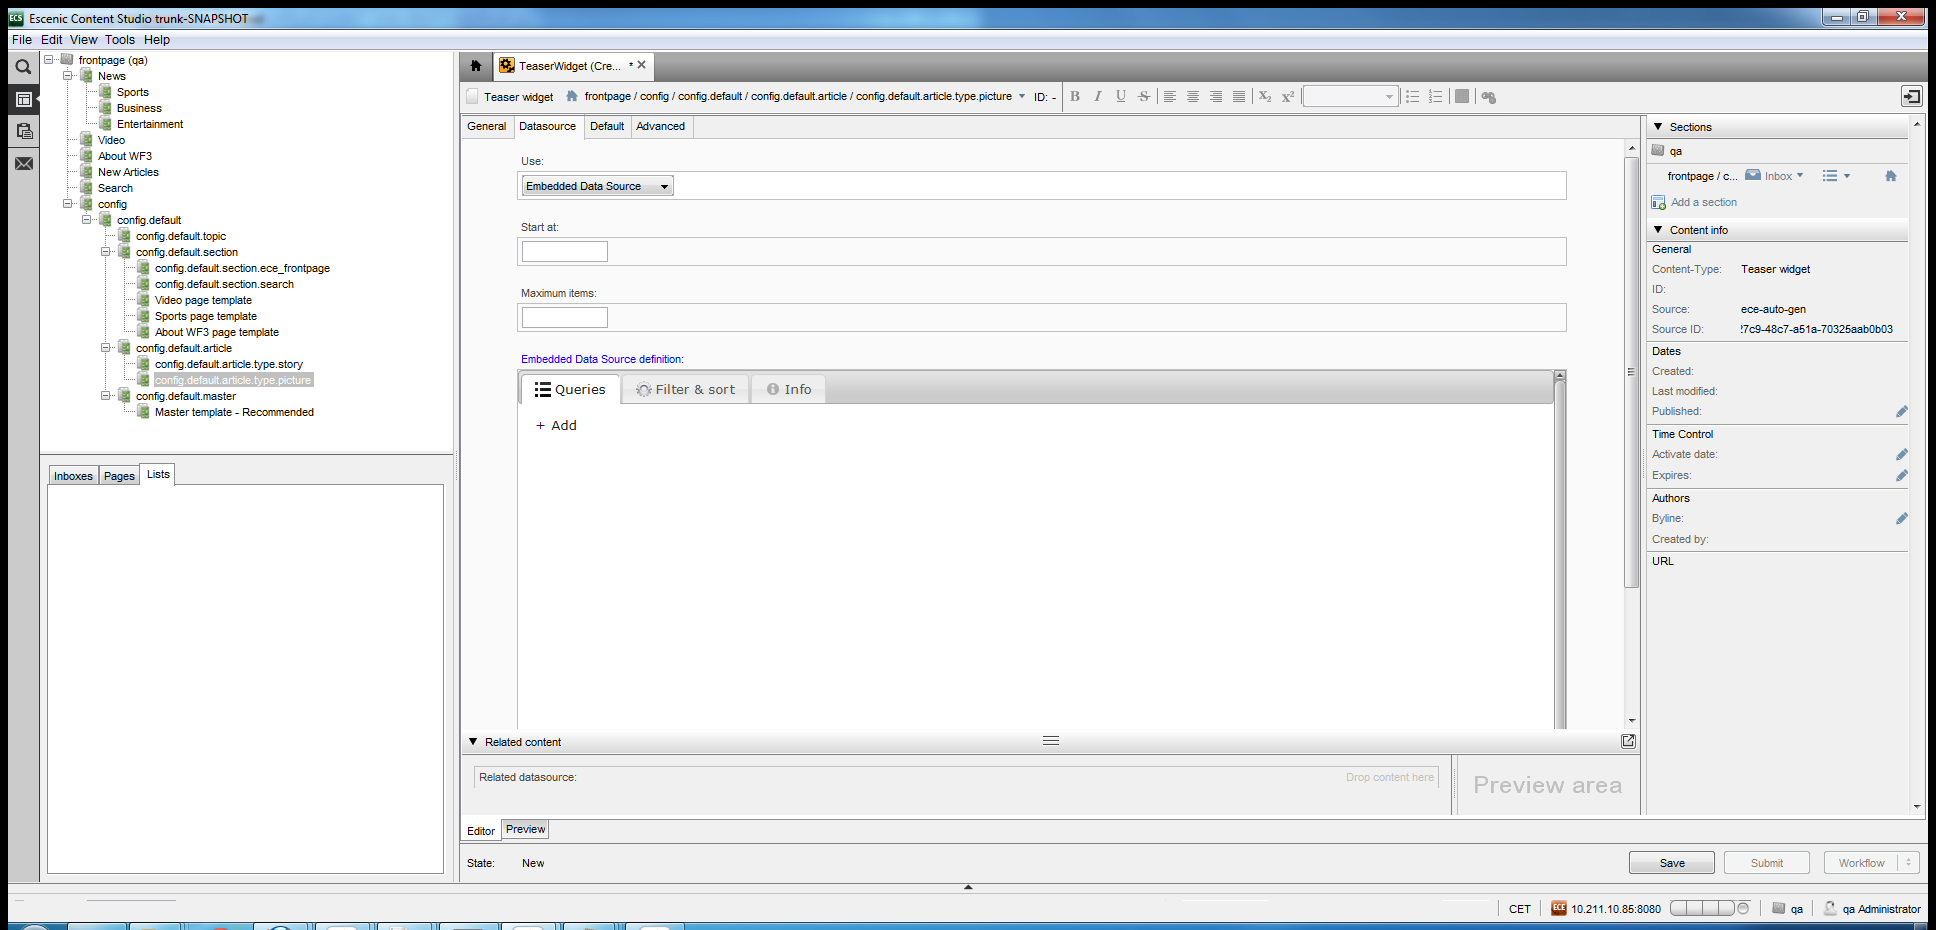 Escenic Content Studio trunk-SNAPSHOT
File Edit View Tools Help
frontpage (qa)
News
Sports
Business
Entertainment
Video
About WF3
New Articles
Search
config
config.default
config.default.topic
config.default.section
config.default.section.ece_frontpage
config.default.section.search
Video page template
Sports page template
About WF3 page template
config.default.article
config.default.article.type.story
config.default.article.type.picture
config.default.master
Master template - Recommended
Inboxes Pages Lists
TeaserWidget (Cre... *
Teaser widget frontpage / config / config.default / config.default.article / config.default.article.type.picture ID: - B I U S X2 X2
General Datasource Default Advanced
Use:
Embedded Data Source
Start at:
Maximum items:
Embedded Data Source definition:
Queries Filter & sort Info
+ Add
Related content
Related datasource: Drop content here
Preview area
Editor Preview
State: New
Save Submit Workflow
Sections
qa
frontpage / c... Inbox
Add a section
Content info
General
Content-Type: Teaser widget
ID:
Source: ece-auto-gen
Source ID: 27c9-48c7-a51a-70325aab0b03
Dates
Created:
Last modified:
Published:
Time Control
Activate date:
Expires:
Authors
Byline:
Created by:
URL
CET ECE 10.211.10.85:8080 qa qa Administrator